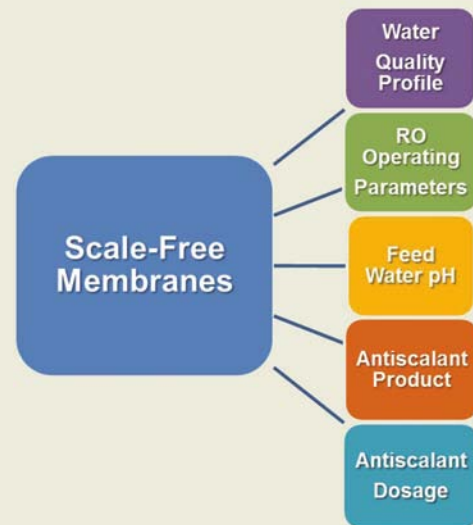 Water
Quality
Profile
RO
Operating
Parameters
Scale-Free
Membranes
Feed
Water pH
Antiscalant
Product
Antiscalant
Dosage